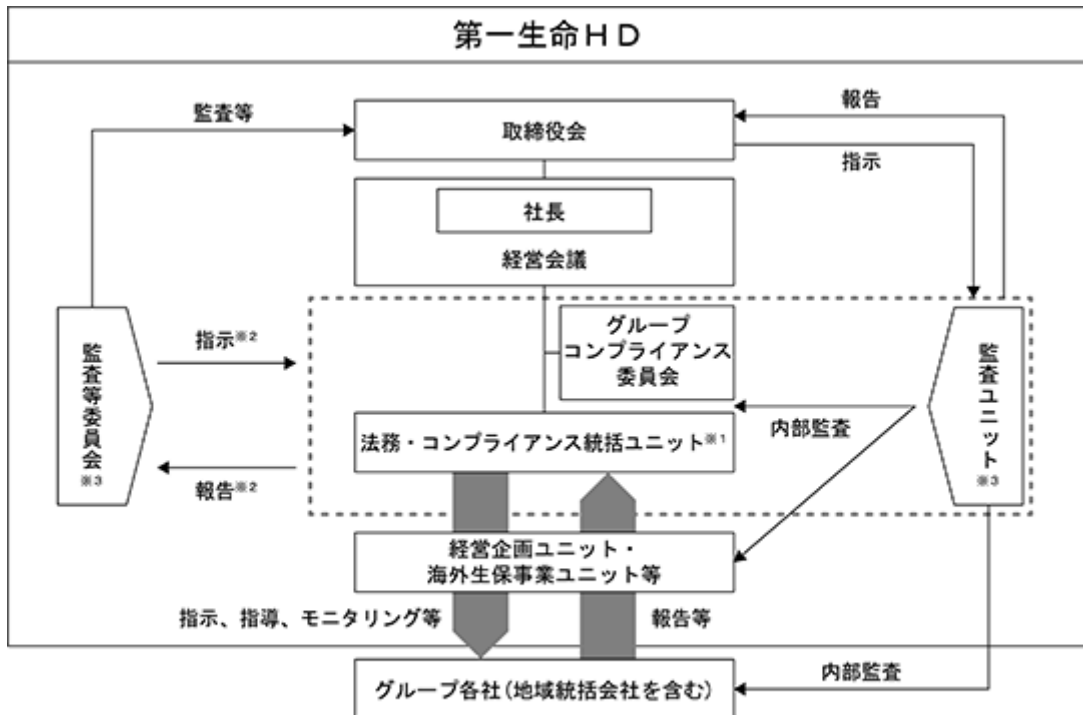 第一生命HD
監査等
取締役会
報告
指示
社長
経営会議
監査等委員会※3
指示※2
報告※2
グループ
コンプライアンス
委員会
法務・コンプライアンス統括ユニット※1
内部監査
監査ユニット※3
経営企画ユニット・
海外生保事業ユニット等
指示、指導、モニタリング等
報告等
グループ各社(地域統括会社を含む)
内部監査